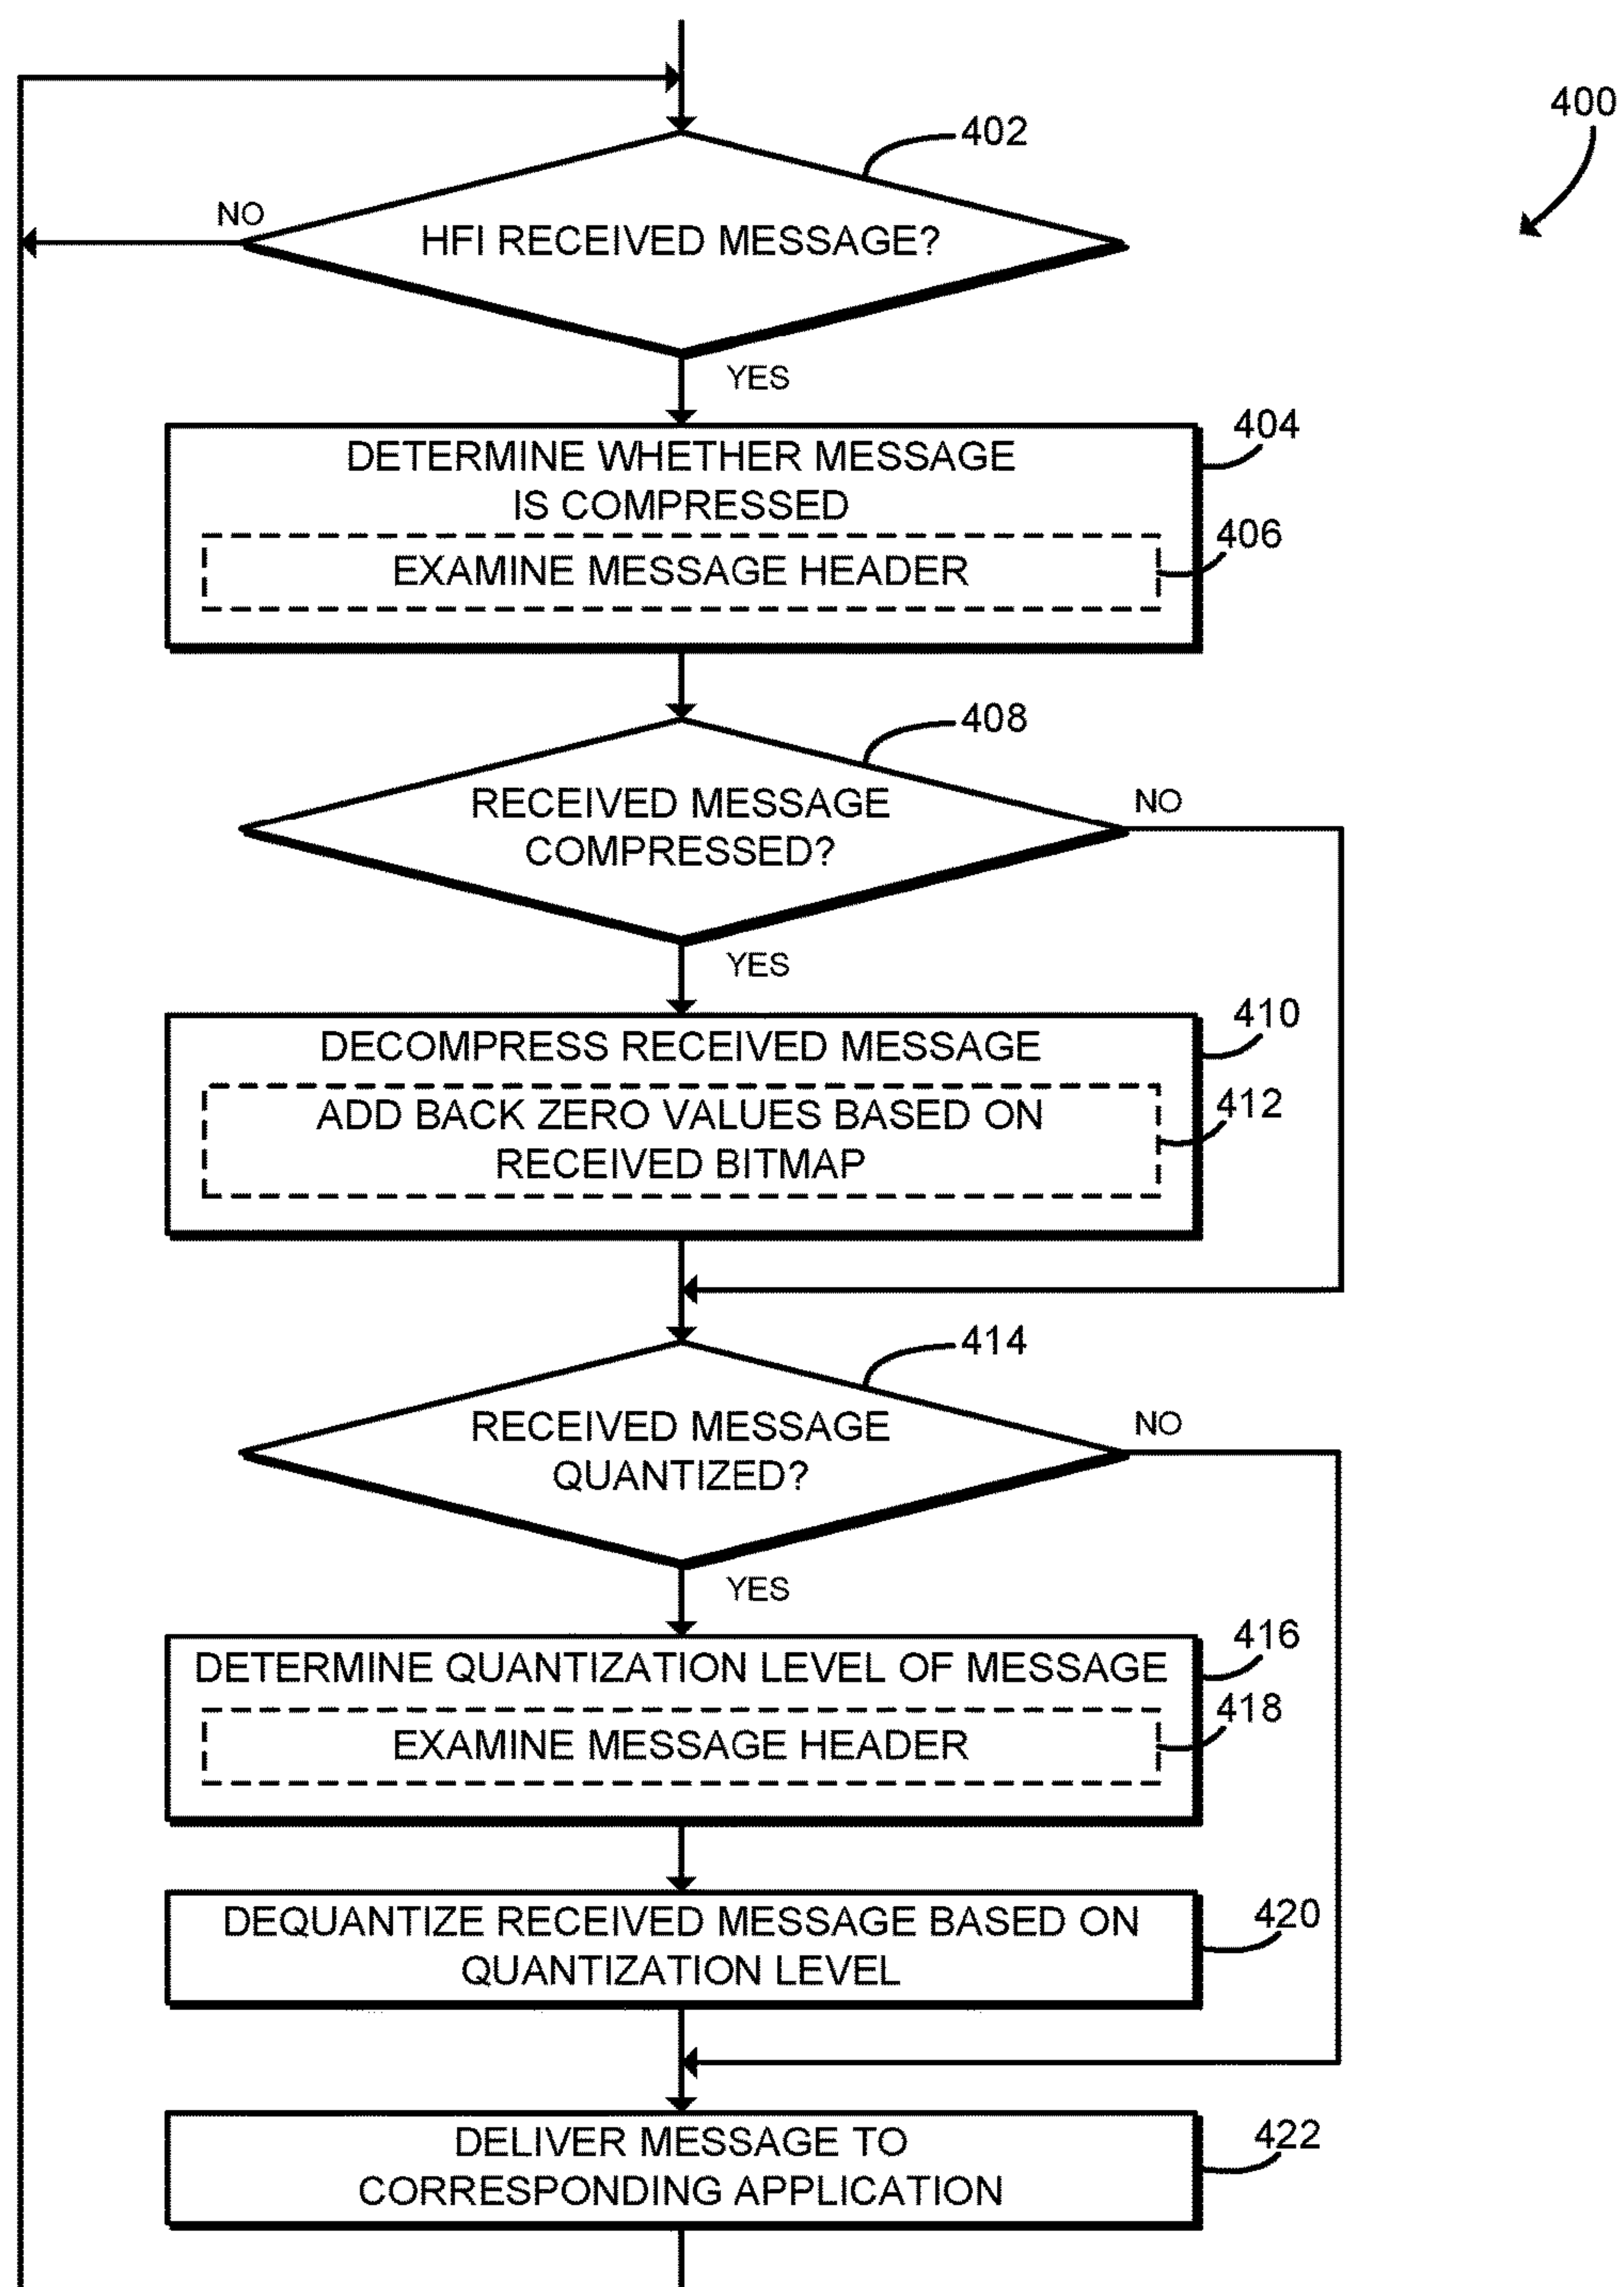 400
402
NO
HFI RECEIVED MESSAGE?
YES
404
DETERMINE WHETHER MESSAGE
IS COMPRESSED
406
EXAMINE MESSAGE HEADER
408
RECEIVED MESSAGE
COMPRESSED?
NO
YES
410
DECOMPRESS RECEIVED MESSAGE
412
ADD BACK ZERO VALUES BASED ON
RECEIVED BITMAP
414
RECEIVED MESSAGE
QUANTIZED?
NO
YES
416
DETERMINE QUANTIZATION LEVEL OF MESSAGE
418
EXAMINE MESSAGE HEADER
420
DEQUANTIZE RECEIVED MESSAGE BASED ON
QUANTIZATION LEVEL
422
DELIVER MESSAGE TO
CORRESPONDING APPLICATION